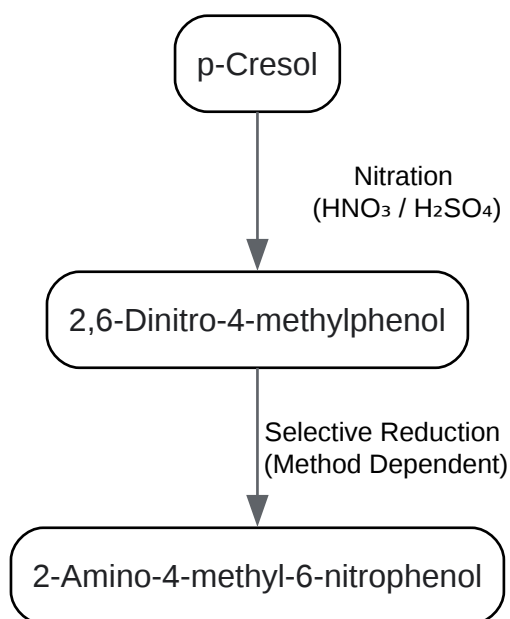 p-Cresol
Nitration
(HNO₃ / H₂SO₄)
2,6-Dinitro-4-methylphenol
Selective Reduction
(Method Dependent)
2-Amino-4-methyl-6-nitrophenol